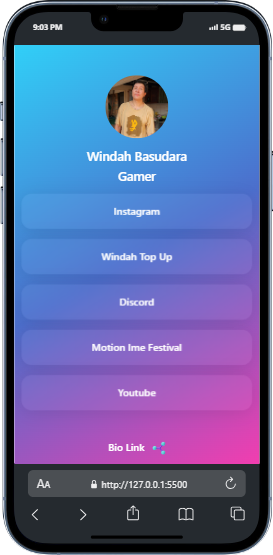 9:03 PM 5G
Windah Basudara
Gamer
Instagram
Windah Top Up
Discord
Motion Ime Festival
Youtube
Bio Link
AA http://127.0.0.1:5500